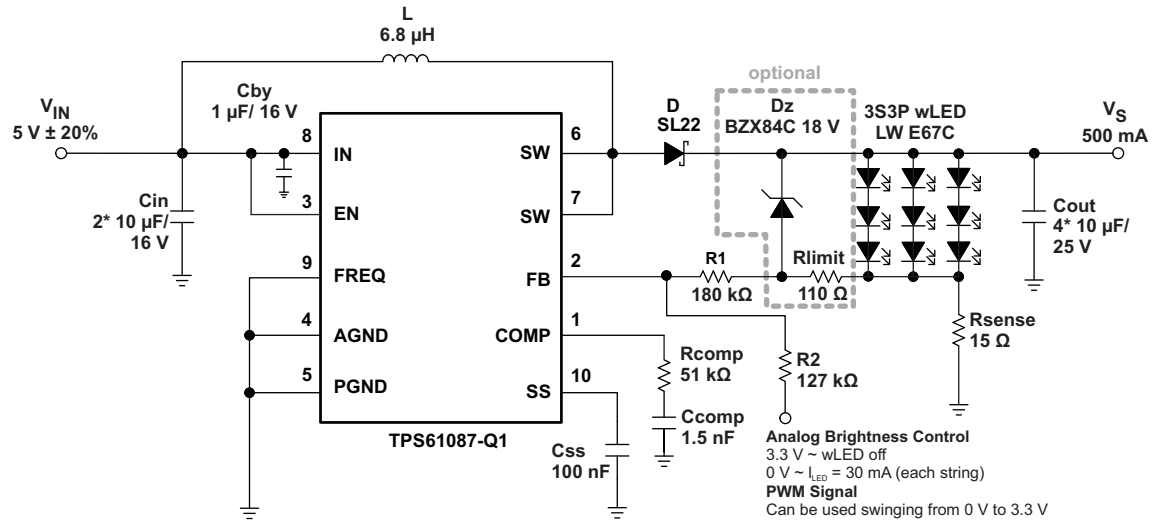 L
6.8 µH
optional
Cby
1 µF/ 16 V
VIN
5 V ± 20%
D
SL22
Dz
BZX84C 18 V
3S3P wLED
LW E67C
VS
500 mA
8
IN
6
SW
3
EN
7
SW
Cin
2* 10 µF/
16 V
Cout
4* 10 µF/
25 V
9
FREQ
2
FB
R1
180 kΩ
Rlimit
110 Ω
4
AGND
1
COMP
Rsense
15 Ω
5
PGND
10
SS
Rcomp
51 kΩ
R2
127 kΩ
Ccomp
1.5 nF
TPS61087-Q1
Css
100 nF
Analog Brightness Control
3.3 V ~ wLED off
0 V ~ ILED = 30 mA (each string)
PWM Signal
Can be used swinging from 0 V to 3.3 V